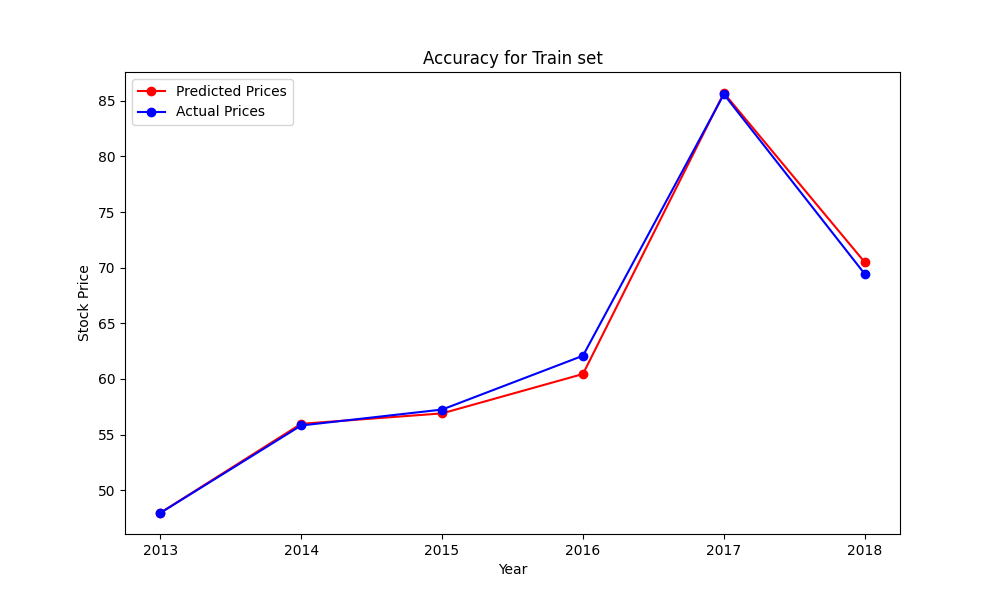 Accuracy for Train set
Predicted Prices
Actual Prices
85
80
75
70
65
60
55
50
Stock Price
2013 2014 2015 2016 2017 2018
Year